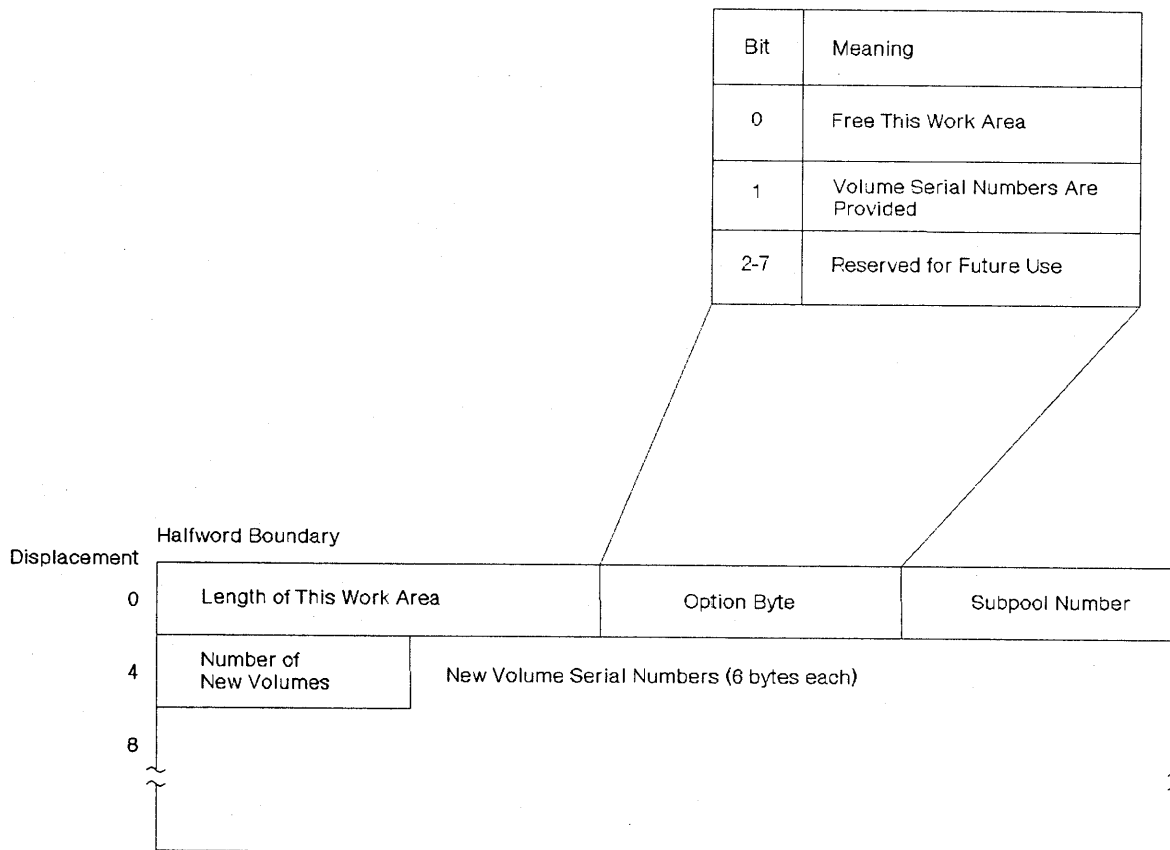 Bit Meaning
0 Free This Work Area
1 Volume Serial Numbers Are
Provided
2-7 Reserved for Future Use
Halfword Boundary
Displacement
0 Length of This Work Area Option Byte Subpool Number
4 Number of
New Volumes New Volume Serial Numbers (6 bytes each)
8